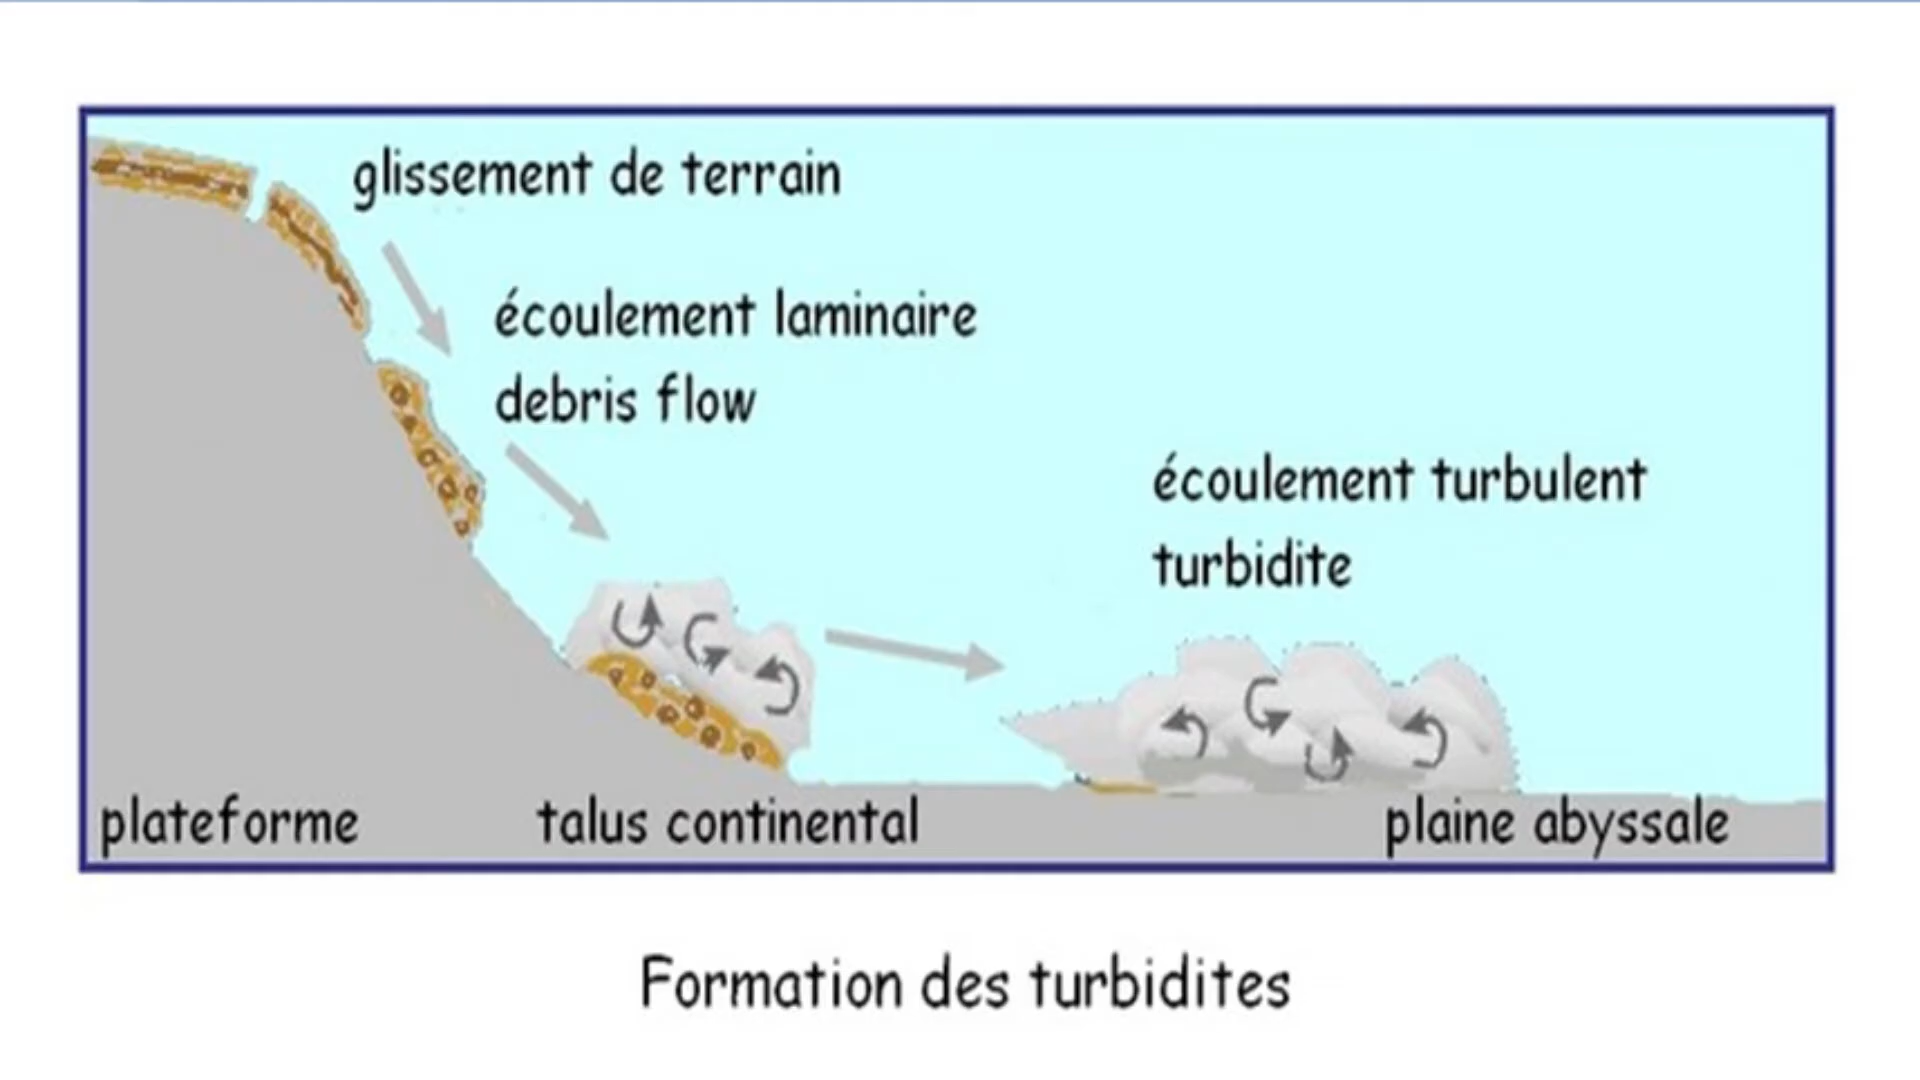 glissement de terrain
écoulement laminaire
debris flow
écoulement turbulent
turbidite
plateforme
talus continental
plaine abyssale
Formation des turbidites